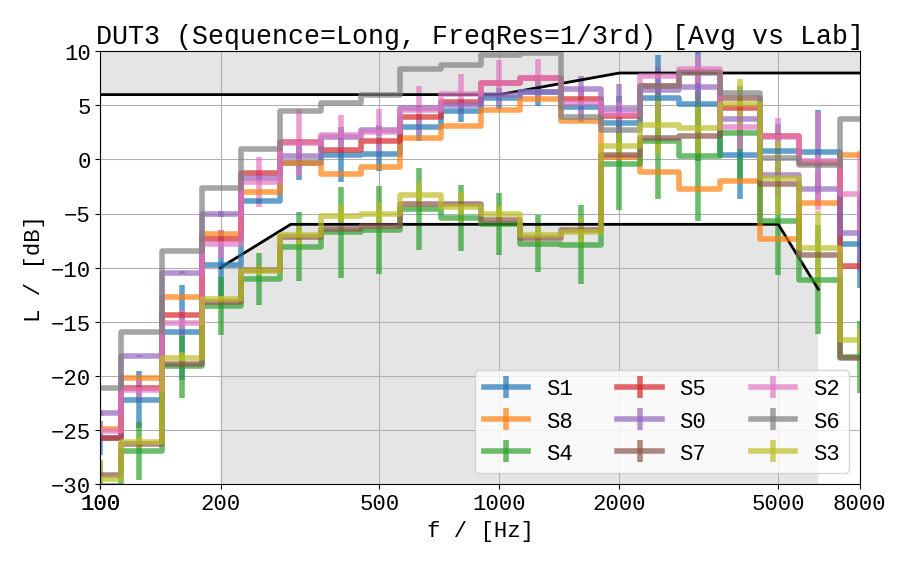 DUT3 (Sequence=Long, FreqRes=1/3rd) [Avg vs Lab]
L / [dB]
10
5
0
−5
−10
−15
−20
−25
−30
S1 S5 S2
S8 S0 S6
S4 S7 S3
100 200 500 1000 2000 5000 8000
f / [Hz]